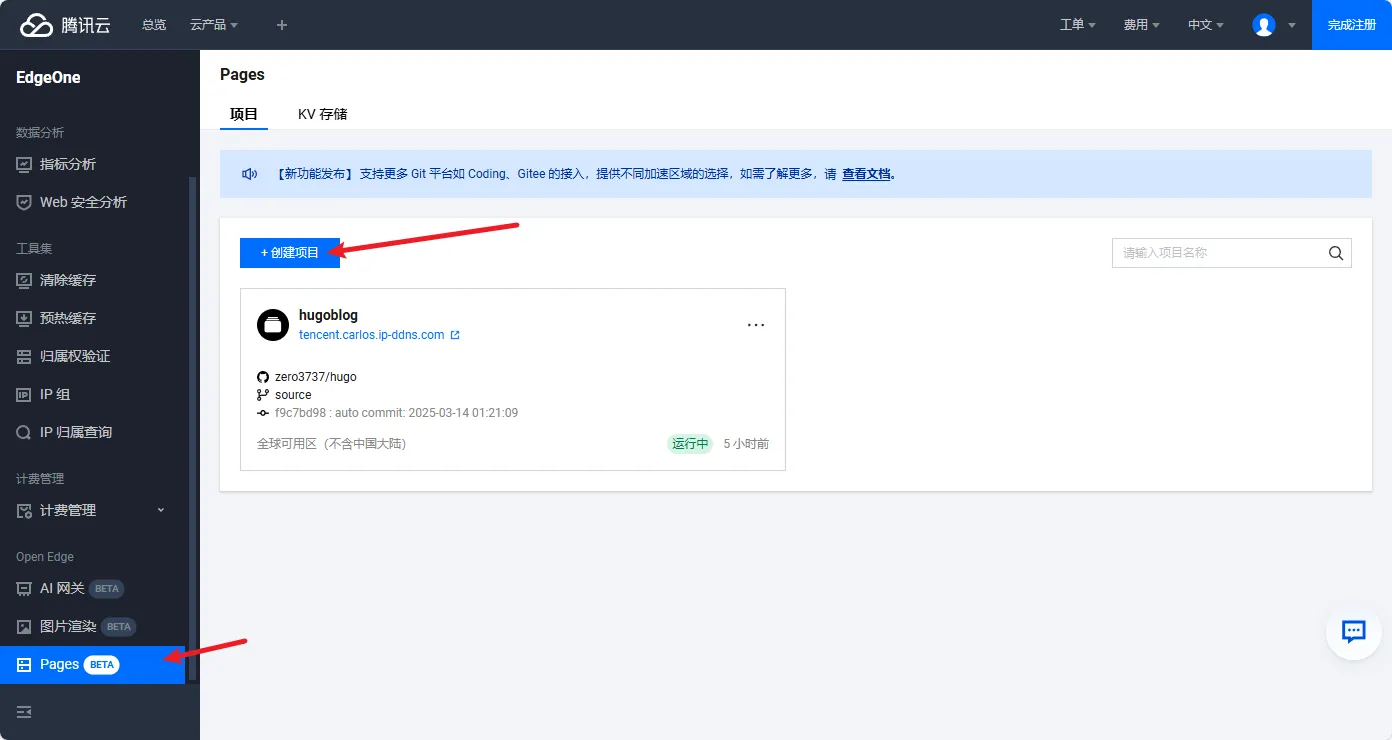 腾讯云
总览
云产品
工单
费用
中文
完成注册
EdgeOne
数据分析
指标分析
Web 安全分析
工具集
清除缓存
预热缓存
归属权验证
IP 组
IP 归属查询
计费管理
计费管理
Open Edge
AI 网关 BETA
图片渲染 BETA
Pages BETA
Pages
项目
KV 存储
【新功能发布】支持更多 Git 平台如 Coding、Gitee 的接入，提供不同加速区域的选择，如需了解更多，请 查看文档。
+ 创建项目
请输入项目名称
hugoblog
tencent.carlos.ip-ddns.com
zero3737/hugo
source
f9c7bd98 : auto commit: 2025-03-14 01:21:09
全球可用区（不含中国大陆）
运行中
5 小时前